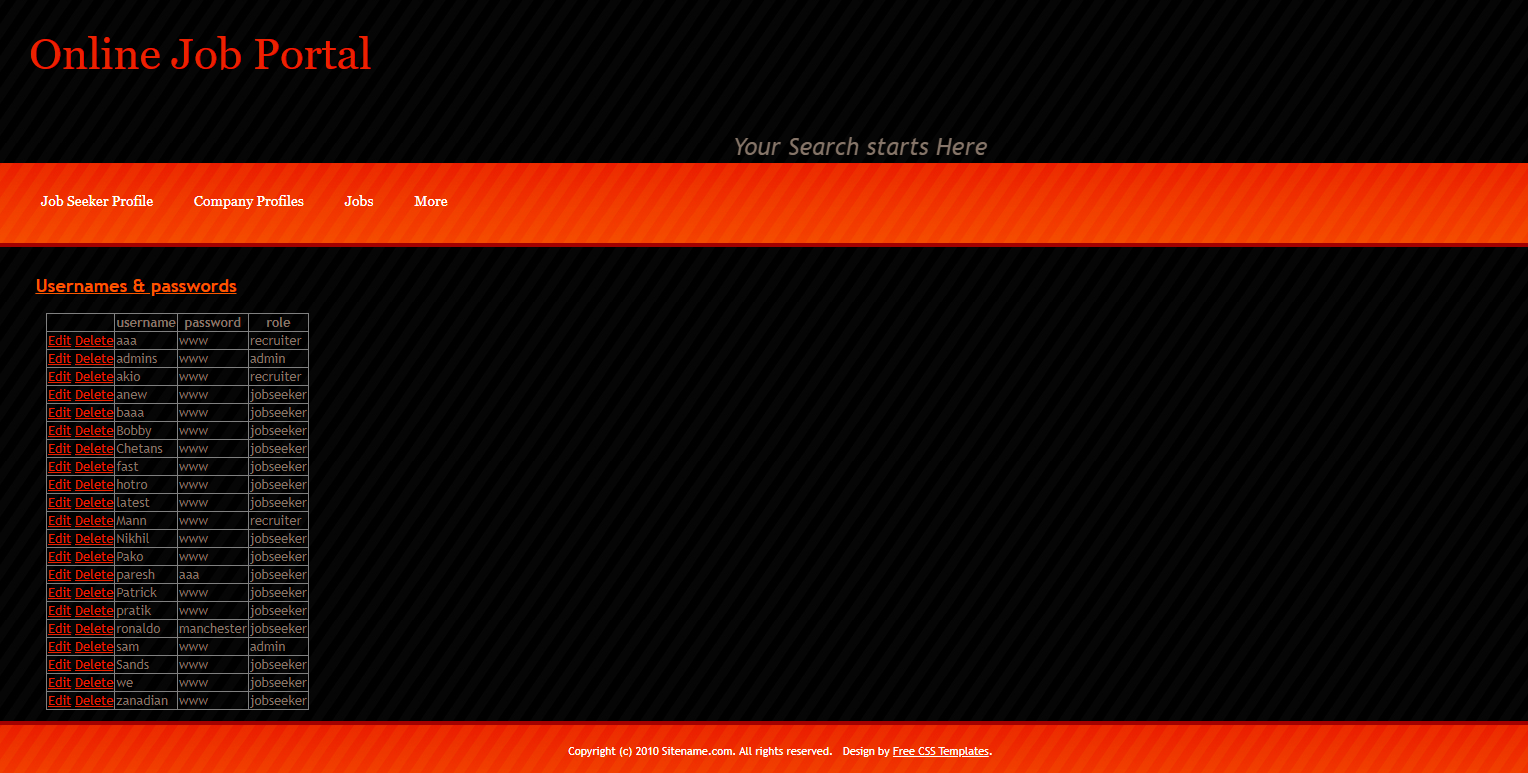 Online Job Portal
Your Search starts Here
Job Seeker Profile Company Profiles Jobs More
Usernames & passwords
username password role
Edit Delete aaa www recruiter
Edit Delete admins www admin
Edit Delete akio www recruiter
Edit Delete anew www jobseeker
Edit Delete baaa www jobseeker
Edit Delete Bobby www jobseeker
Edit Delete Chetans www jobseeker
Edit Delete fast www jobseeker
Edit Delete hotro www jobseeker
Edit Delete latest www jobseeker
Edit Delete Mann www recruiter
Edit Delete Nikhil www jobseeker
Edit Delete Pako www jobseeker
Edit Delete paresh aaa jobseeker
Edit Delete Patrick www jobseeker
Edit Delete pratik www jobseeker
Edit Delete ronaldo manchester jobseeker
Edit Delete sam www admin
Edit Delete Sands www jobseeker
Edit Delete we www jobseeker
Edit Delete zanadian www jobseeker
Copyright (c) 2010 Sitename.com. All rights reserved. Design by Free CSS Templates.